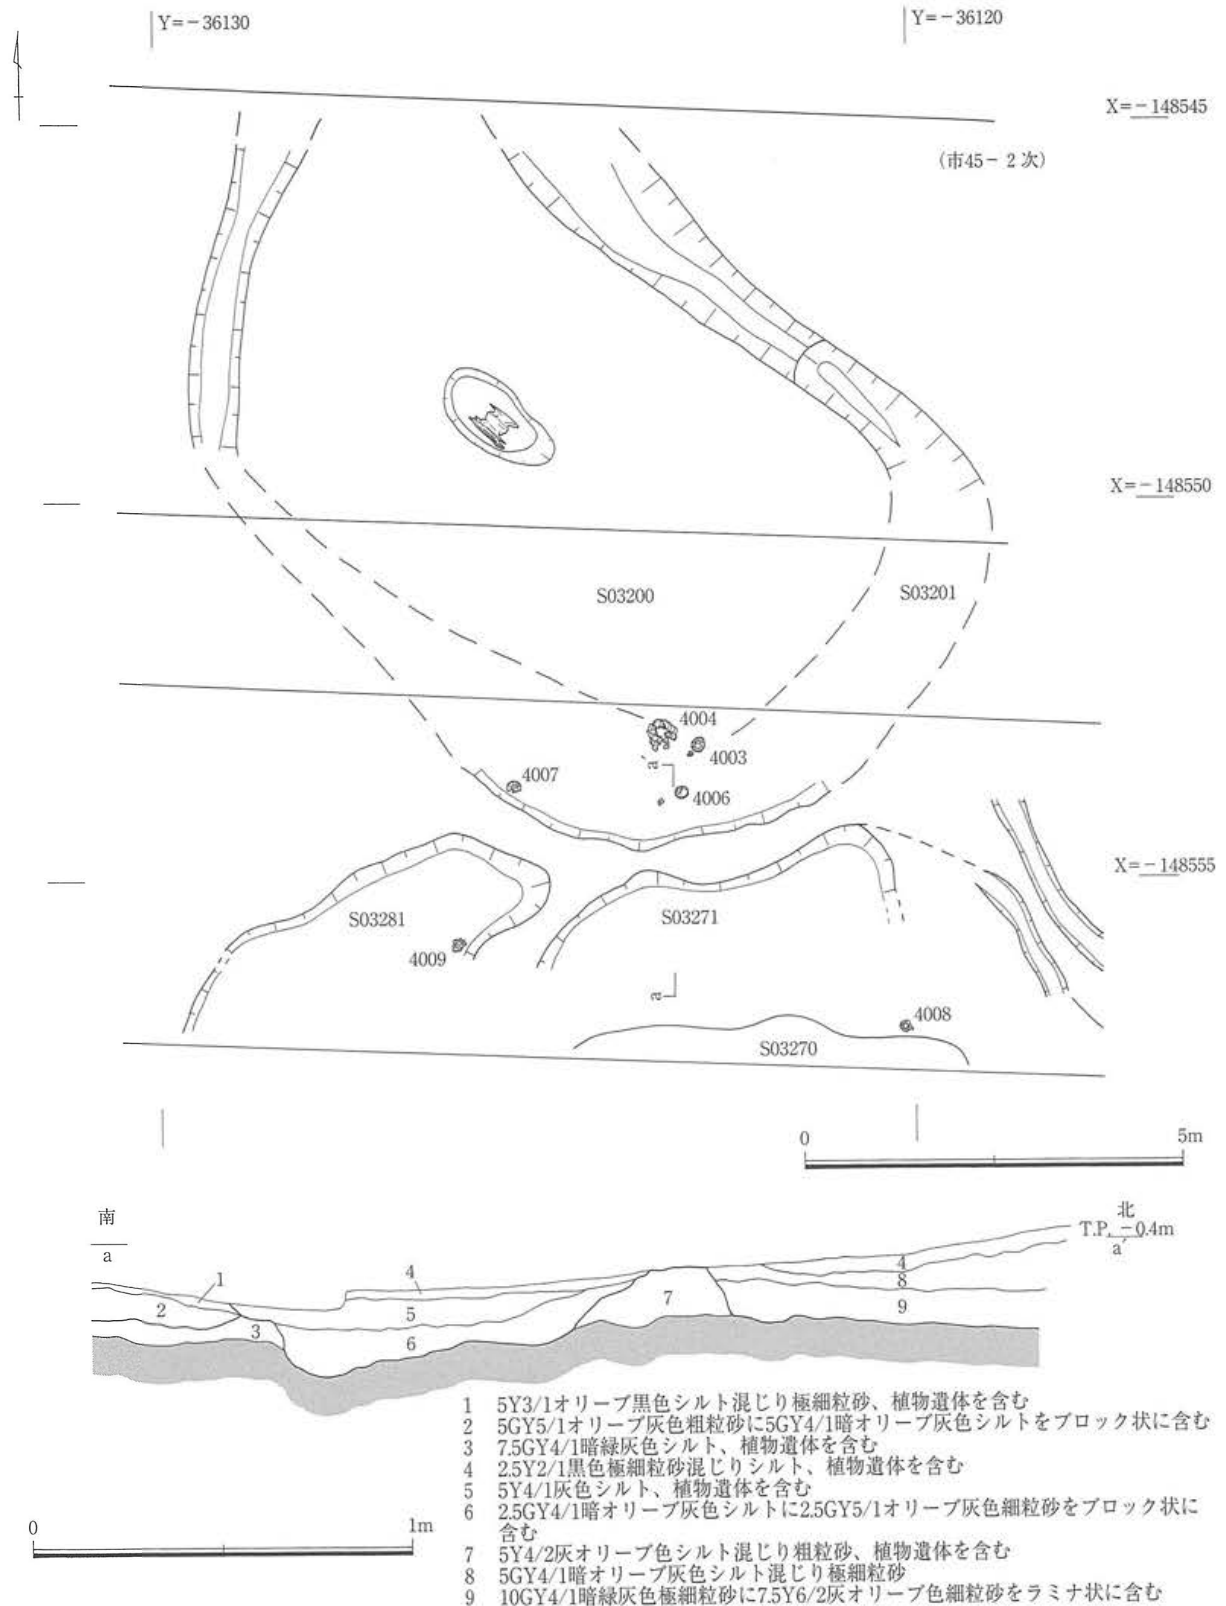 Y=-36130
Y=-36120
X=-148545
(市45-2次)
X=-148550
S03200
S03201
4004
4003
4007
a′
4006
X=-148555
S03281
S03271
4009
a
4008
S03270
0
5m
南
a
北
T.P. -0.4m
a′
1
4
4
2
5
8
3
7
9
6
1 5Y3/1オリーブ黒色シルト混じり極細粒砂、植物遺体を含む
2 5GY5/1オリーブ灰色粗粒砂に5GY4/1暗オリーブ灰色シルトをブロック状に含む
3 7.5GY4/1暗緑灰色シルト、植物遺体を含む
4 2.5Y2/1黒色極細粒砂混じりシルト、植物遺体を含む
5 5Y4/1灰色シルト、植物遺体を含む
6 2.5GY4/1暗オリーブ灰色シルトに2.5GY5/1オリーブ灰色細粒砂をブロック状に
含む
7 5Y4/2灰オリーブ色シルト混じり粗粒砂、植物遺体を含む
8 5GY4/1暗オリーブ灰色シルト混じり極細粒砂
9 10GY4/1暗緑灰色極細粒砂に7.5Y6/2灰オリーブ色細粒砂をラミナ状に含む
0
1m